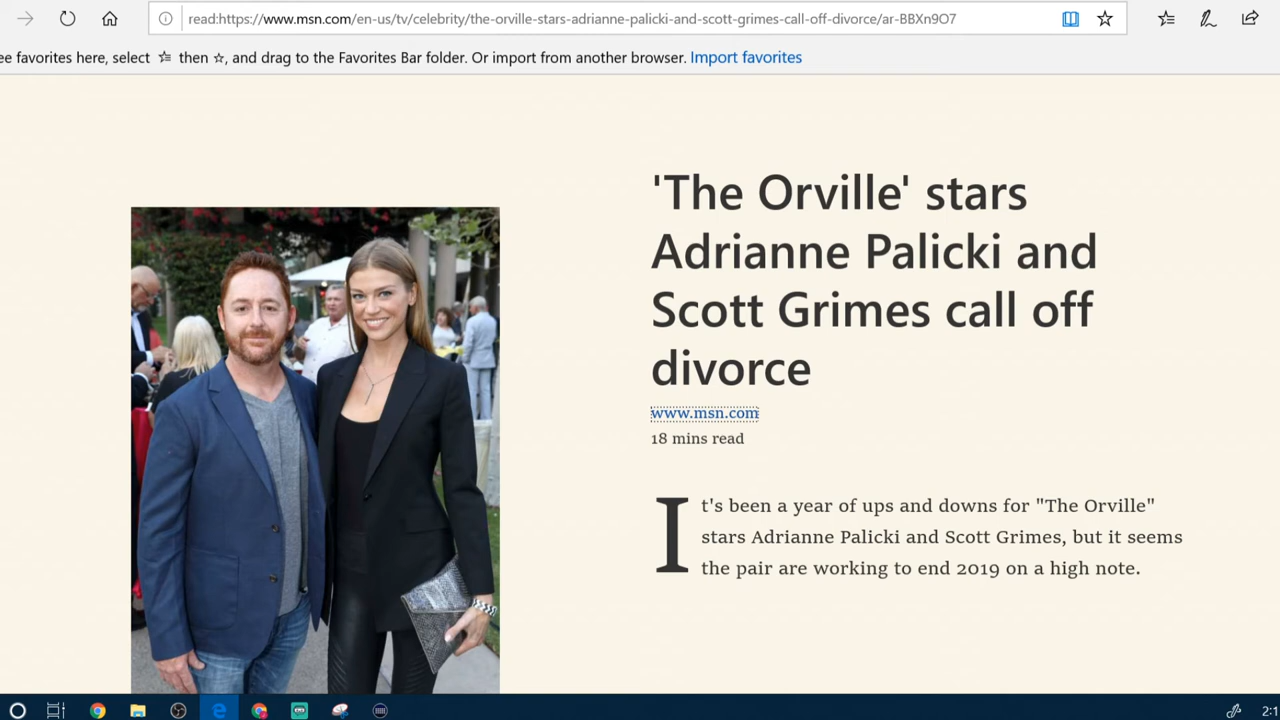 read:https://www.msn.com/en-us/tv/celebrity/the-orville-stars-adrianne-palicki-and-scott-grimes-call-off-divorce/ar-BBXn9O7
ee favorites here, select then , and drag to the Favorites Bar folder. Or import from another browser. Import favorites
'The Orville' stars
Adrianne Palicki and
Scott Grimes call off
divorce
www.msn.com
18 mins read
It's been a year of ups and downs for "The Orville"
stars Adrianne Palicki and Scott Grimes, but it seems
the pair are working to end 2019 on a high note.
2:1